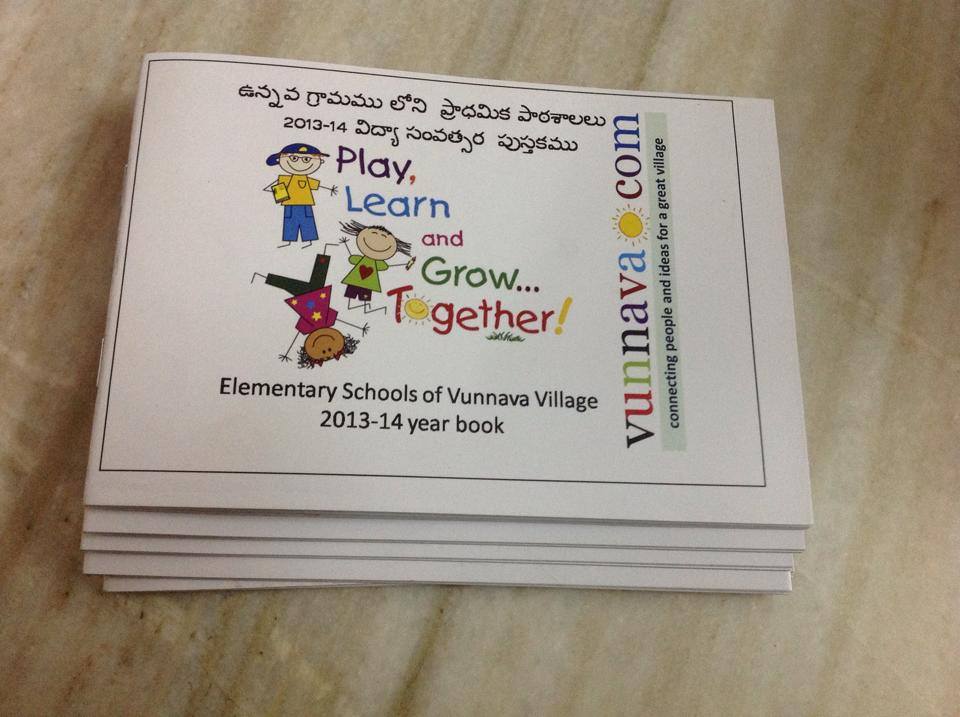 ఉన్నవ గ్రామము లోని ప్రాధమిక పాఠశాలలు
2013-14 విద్యా సంవత్సర పుస్తకము
Play,
Learn
and
Grow...
Together!
Elementary Schools of Vunnava Village
2013-14 year book
vunnava com
connecting people and ideas for a great village